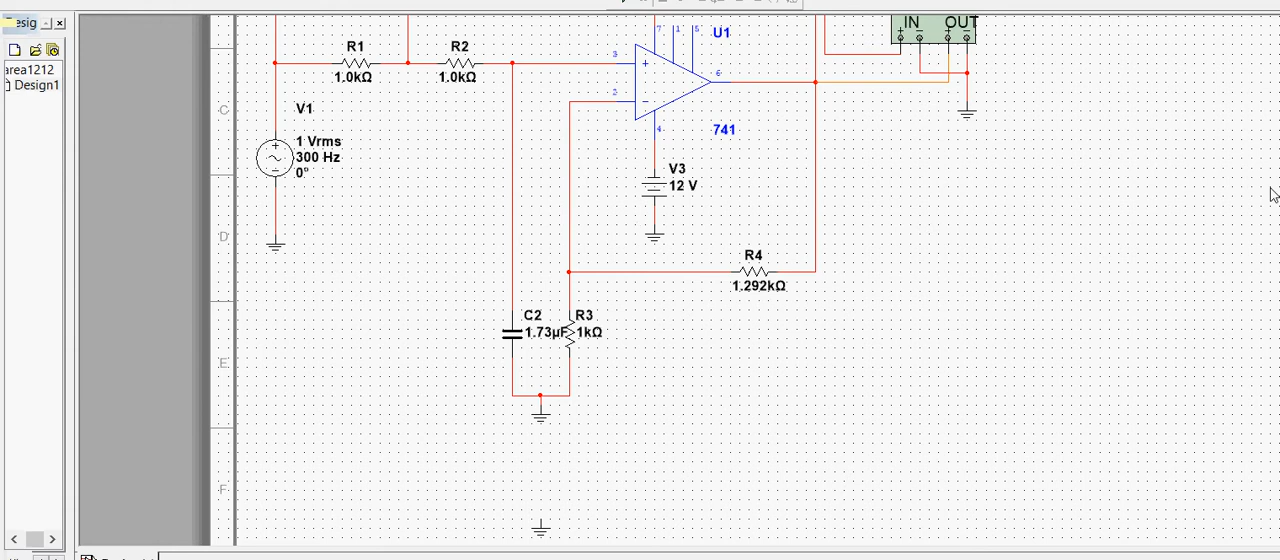 esig
IN OUT
7 1 5
U1
R1
R2
3
1.0kΩ
1.0kΩ
area1212
Design1
6
2
C
V1
4
741
1 Vrms
300 Hz
0°
V3
12 V
D
R4
1.292kΩ
C2
R3
1.73µF
1kΩ
E
F